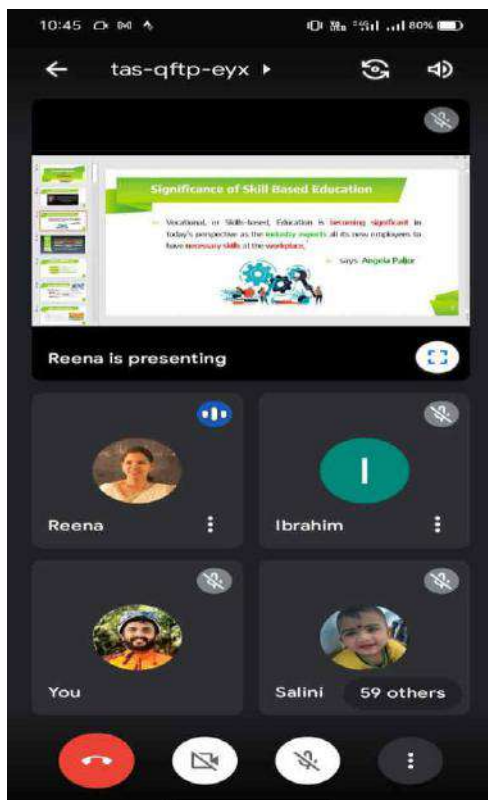 10:45 80%
tas-qftp-eyx
Significance of Skill Based Education
Vocational, or Skills-based, Education is becoming significant in
today's perspective as the industry expects all its new employees to
have necessary skills at the workplace,"
says Angela Paljor
Reena is presenting
I
Reena
Ibrahim
You
Salini
59 others